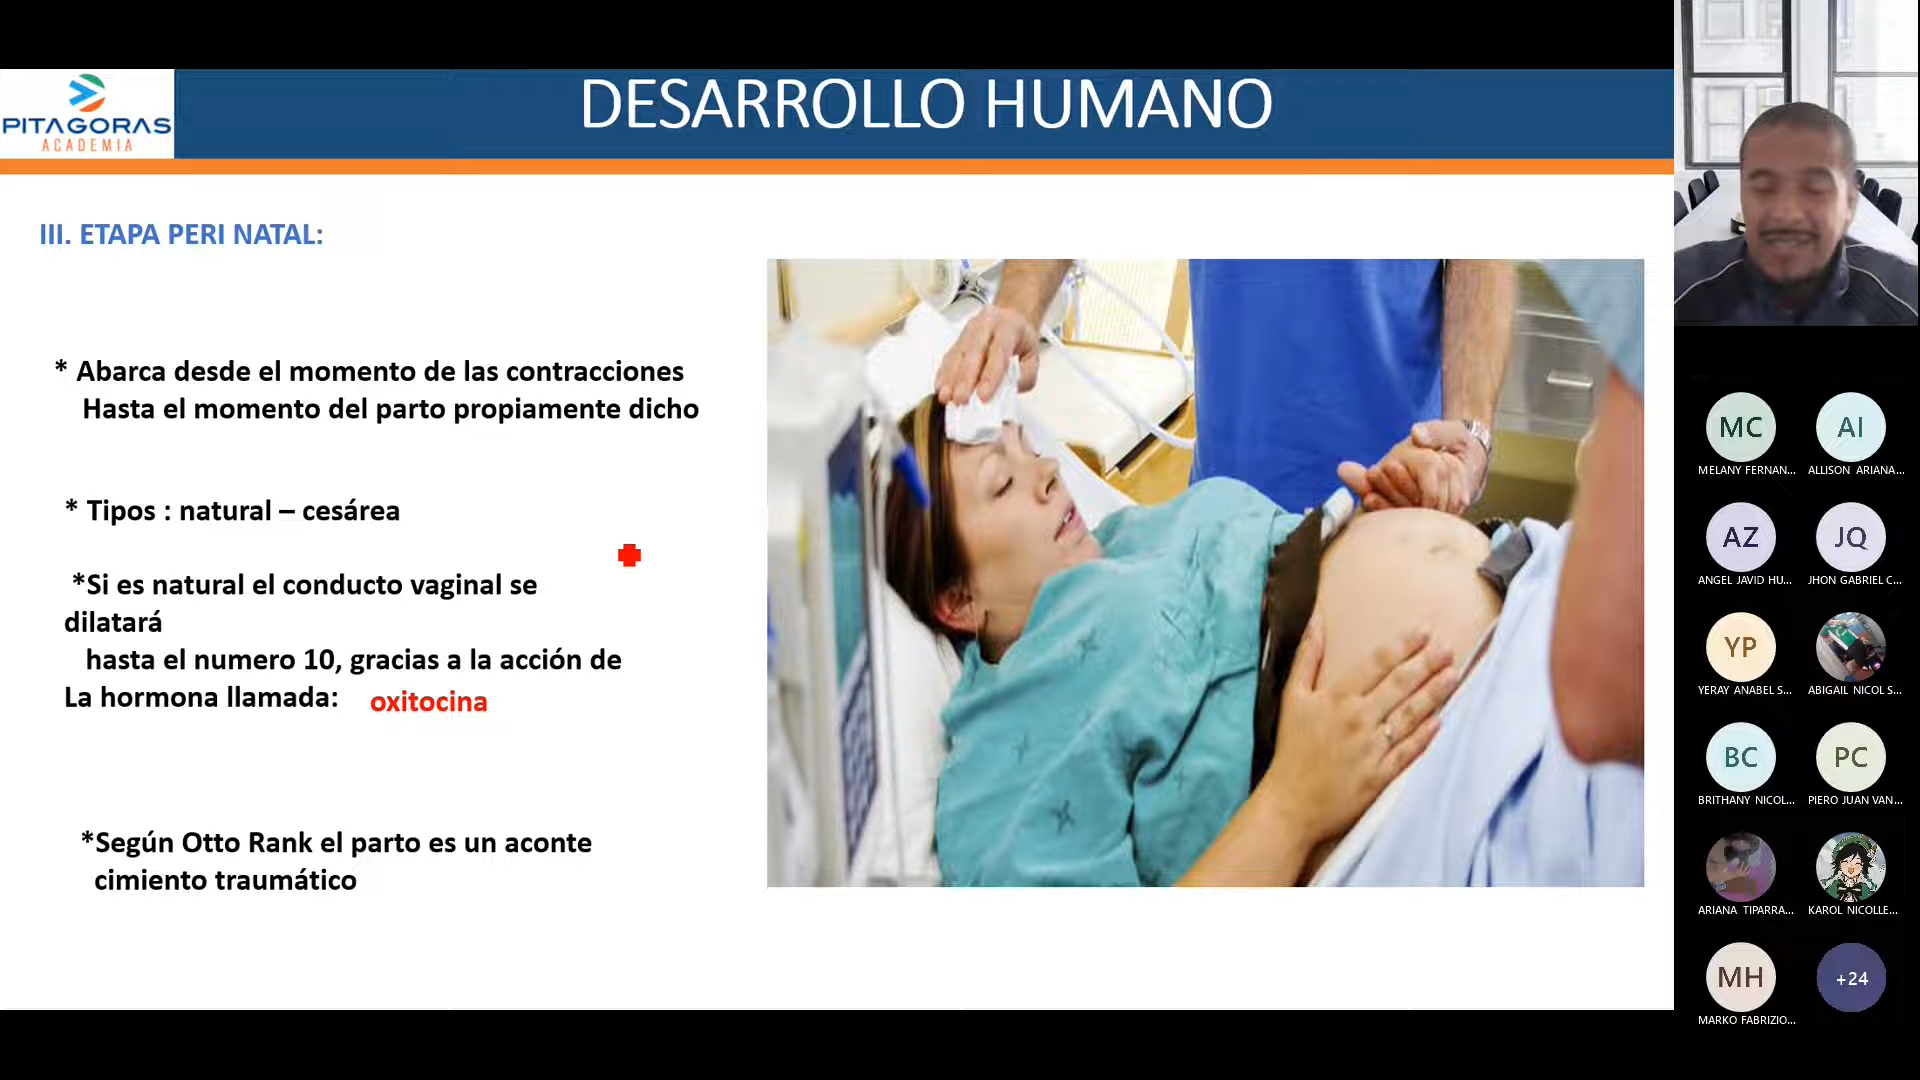 PITAGORAS
ACADEMIA
DESARROLLO HUMANO
III. ETAPA PERI NATAL:
* Abarca desde el momento de las contracciones
Hasta el momento del parto propiamente dicho
* Tipos : natural – cesárea
*Si es natural el conducto vaginal se
dilatará
hasta el numero 10, gracias a la acción de
La hormona llamada: oxitocina
*Según Otto Rank el parto es un aconte
cimiento traumático
MC
AI
MELANY FERNAN...
ALLISON ARIANA...
AZ
JQ
ANGEL JAVID HU...
JHON GABRIEL C...
YP
YERAY ANABEL S...
ABIGAIL NICOL S...
BC
PC
BRITHANY NICOL...
PIERO JUAN VAN...
ARIANA TIPARRA...
KAROL NICOLLE...
MH
+24
MARKO FABRIZIO...